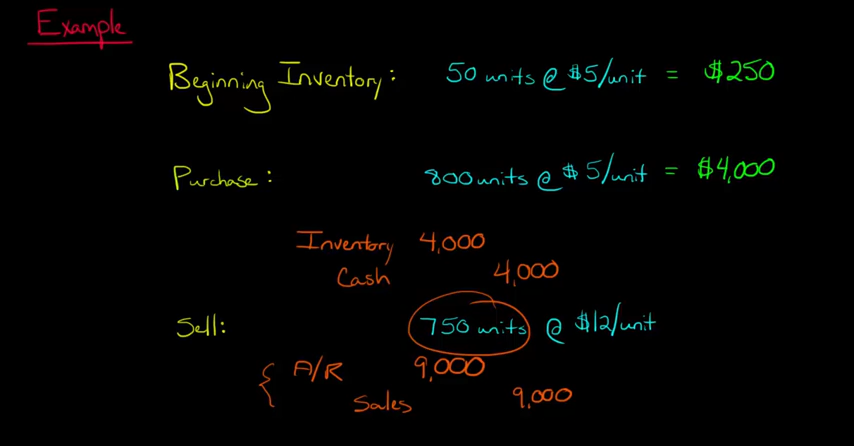 Example
Beginning Inventory: 50 units @ $5/unit = $250
Purchase: 800 units @ $5/unit = $4,000
Inventory 4,000
Cash 4,000
Sell: 750 units @ $12/unit
A/R 9,000
Sales 9,000